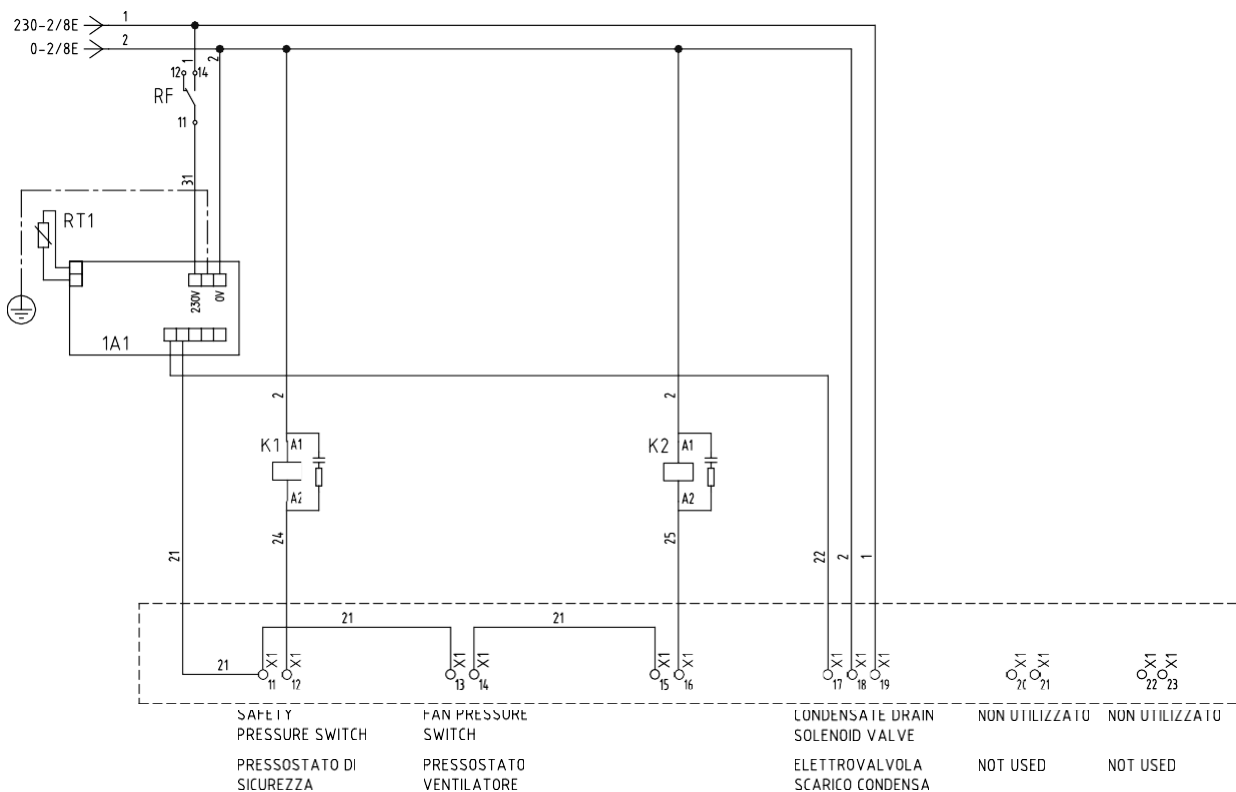 230-2/8E
1
0-2/8E
2
1
2
12
14
RF
11
31
RT1
230V
0V
1A1
2
2
K1
A1
A2
K2
A1
A2
24
25
21
22
2
1
21
21
21
X1
11
X1
12
X1
13
X1
14
X1
15
X1
16
X1
17
X1
18
X1
19
X1
20
X1
21
X1
22
X1
23
SAFETY
PRESSURE SWITCH
PRESSOSTATO DI
SICUREZZA
FAN PRESSURE
SWITCH
PRESSOSTATO
VENTILATORE
CONDENSATE DRAIN
SOLENOID VALVE
ELETTROVALVOLA
SCARICO CONDENSA
NON UTILIZZATO
NOT USED
NON UTILIZZATO
NOT USED